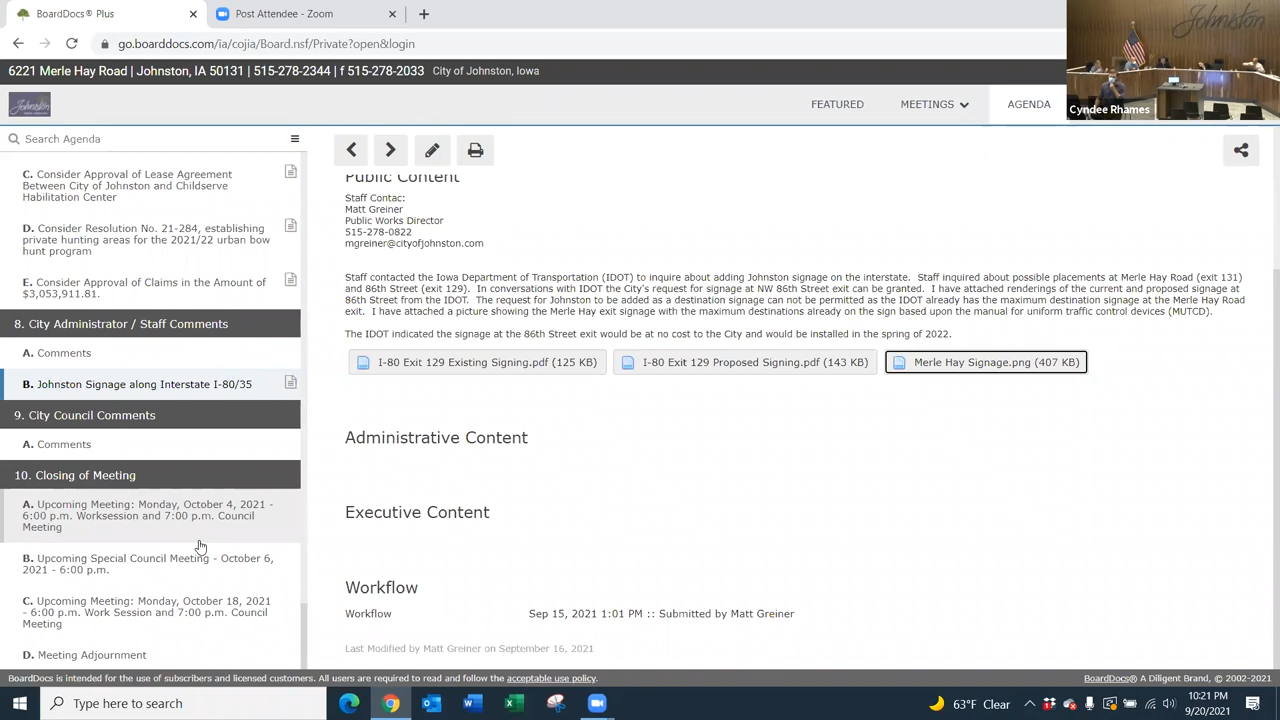 BoardDocs® Plus
Post Attendee - Zoom
go.boarddocs.com/ia/cojia/Board.nsf/Private?open&login
6221 Merle Hay Road | Johnston, IA 50131 | 515-278-2344 | f 515-278-2033 City of Johnston, Iowa
Johnston
Cyndee Rhames
Johnston
FEATURED
MEETINGS
AGENDA
Search Agenda
C. Consider Approval of Lease Agreement
Between City of Johnston and Childserve
Habilitation Center
D. Consider Resolution No. 21-284, establishing
private hunting areas for the 2021/22 urban bow
hunt program
E. Consider Approval of Claims in the Amount of
$3,053,911.81.
8. City Administrator / Staff Comments
A. Comments
B. Johnston Signage along Interstate I-80/35
9. City Council Comments
A. Comments
10. Closing of Meeting
A. Upcoming Meeting: Monday, October 4, 2021 -
6:00 p.m. Worksession and 7:00 p.m. Council
Meeting
B. Upcoming Special Council Meeting - October 6,
2021 - 6:00 p.m.
C. Upcoming Meeting: Monday, October 18, 2021
- 6:00 p.m. Work Session and 7:00 p.m. Council
Meeting
D. Meeting Adjournment
Public Content
Staff Contac:
Matt Greiner
Public Works Director
515-278-0822
mgreiner@cityofjohnston.com
Staff contacted the Iowa Department of Transportation (IDOT) to inquire about adding Johnston signage on the interstate. Staff inquired about possible placements at Merle Hay Road (exit 131)
and 86th Street (exit 129). In conversations with IDOT the City's request for signage at NW 86th Street exit can be granted. I have attached renderings of the current and proposed signage at
86th Street from the IDOT. The request for Johnston to be added as a destination signage can not be permitted as the IDOT already has the maximum destination signage at the Merle Hay Road
exit. I have attached a picture showing the Merle Hay exit signage with the maximum destinations already on the sign based upon the manual for uniform traffic control devices (MUTCD).
The IDOT indicated the signage at the 86th Street exit would be at no cost to the City and would be installed in the spring of 2022.
I-80 Exit 129 Existing Signing.pdf (125 KB)
I-80 Exit 129 Proposed Signing.pdf (143 KB)
Merle Hay Signage.png (407 KB)
Administrative Content
Executive Content
Workflow
Workflow
Sep 15, 2021 1:01 PM :: Submitted by Matt Greiner
Last Modified by Matt Greiner on September 16, 2021
BoardDocs is intended for the use of subscribers and licensed customers. All users are required to read and follow the acceptable use policy.
BoardDocs® A Diligent Brand, © 2002-2021
Type here to search
63°F Clear
10:21 PM
9/20/2021